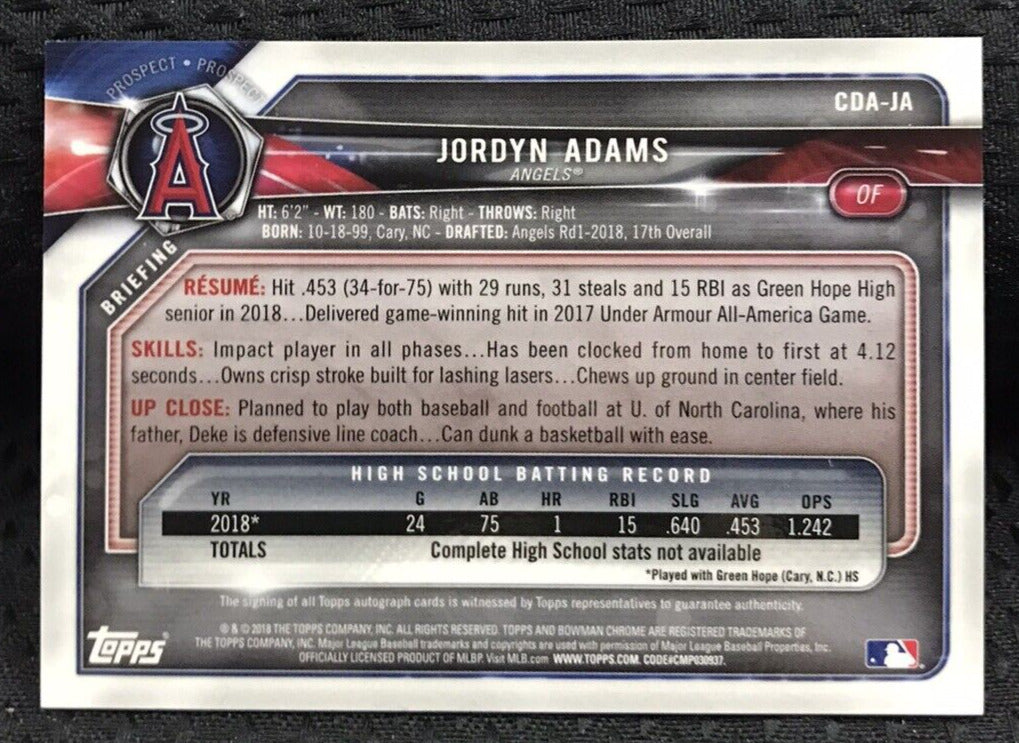 PROSPECT • PROSPECT
A
CDA-JA
JORDYN ADAMS
ANGELS®
OF
HT: 6'2" - WT: 180 - BATS: Right - THROWS: Right
BORN: 10-18-99, Cary, NC - DRAFTED: Angels Rd1-2018, 17th Overall
BRIEFING
RÉSUMÉ: Hit .453 (34-for-75) with 29 runs, 31 steals and 15 RBI as Green Hope High
senior in 2018...Delivered game-winning hit in 2017 Under Armour All-America Game.
SKILLS: Impact player in all phases...Has been clocked from home to first at 4.12
seconds...Owns crisp stroke built for lashing lasers...Chews up ground in center field.
UP CLOSE: Planned to play both baseball and football at U. of North Carolina, where his
father, Deke is defensive line coach...Can dunk a basketball with ease.
HIGH SCHOOL BATTING RECORD
YR G AB HR RBI SLG AVG OPS
2018* 24 75 1 15 .640 .453 1.242
TOTALS Complete High School stats not available
*Played with Green Hope (Cary, N.C.) HS
The signing of all Topps autograph cards is witnessed by Topps representatives to guarantee authenticity.
® & © 2018 THE TOPPS COMPANY, INC. ALL RIGHTS RESERVED. TOPPS AND BOWMAN CHROME ARE REGISTERED TRADEMARKS OF
THE TOPPS COMPANY, INC. Major League Baseball trademarks and copyrights are used with permission of Major League Baseball Properties, Inc.
OFFICIALLY LICENSED PRODUCT OF MLBP. Visit MLB.com WWW.TOPPS.COM. CODE#CMP030937.
topps®